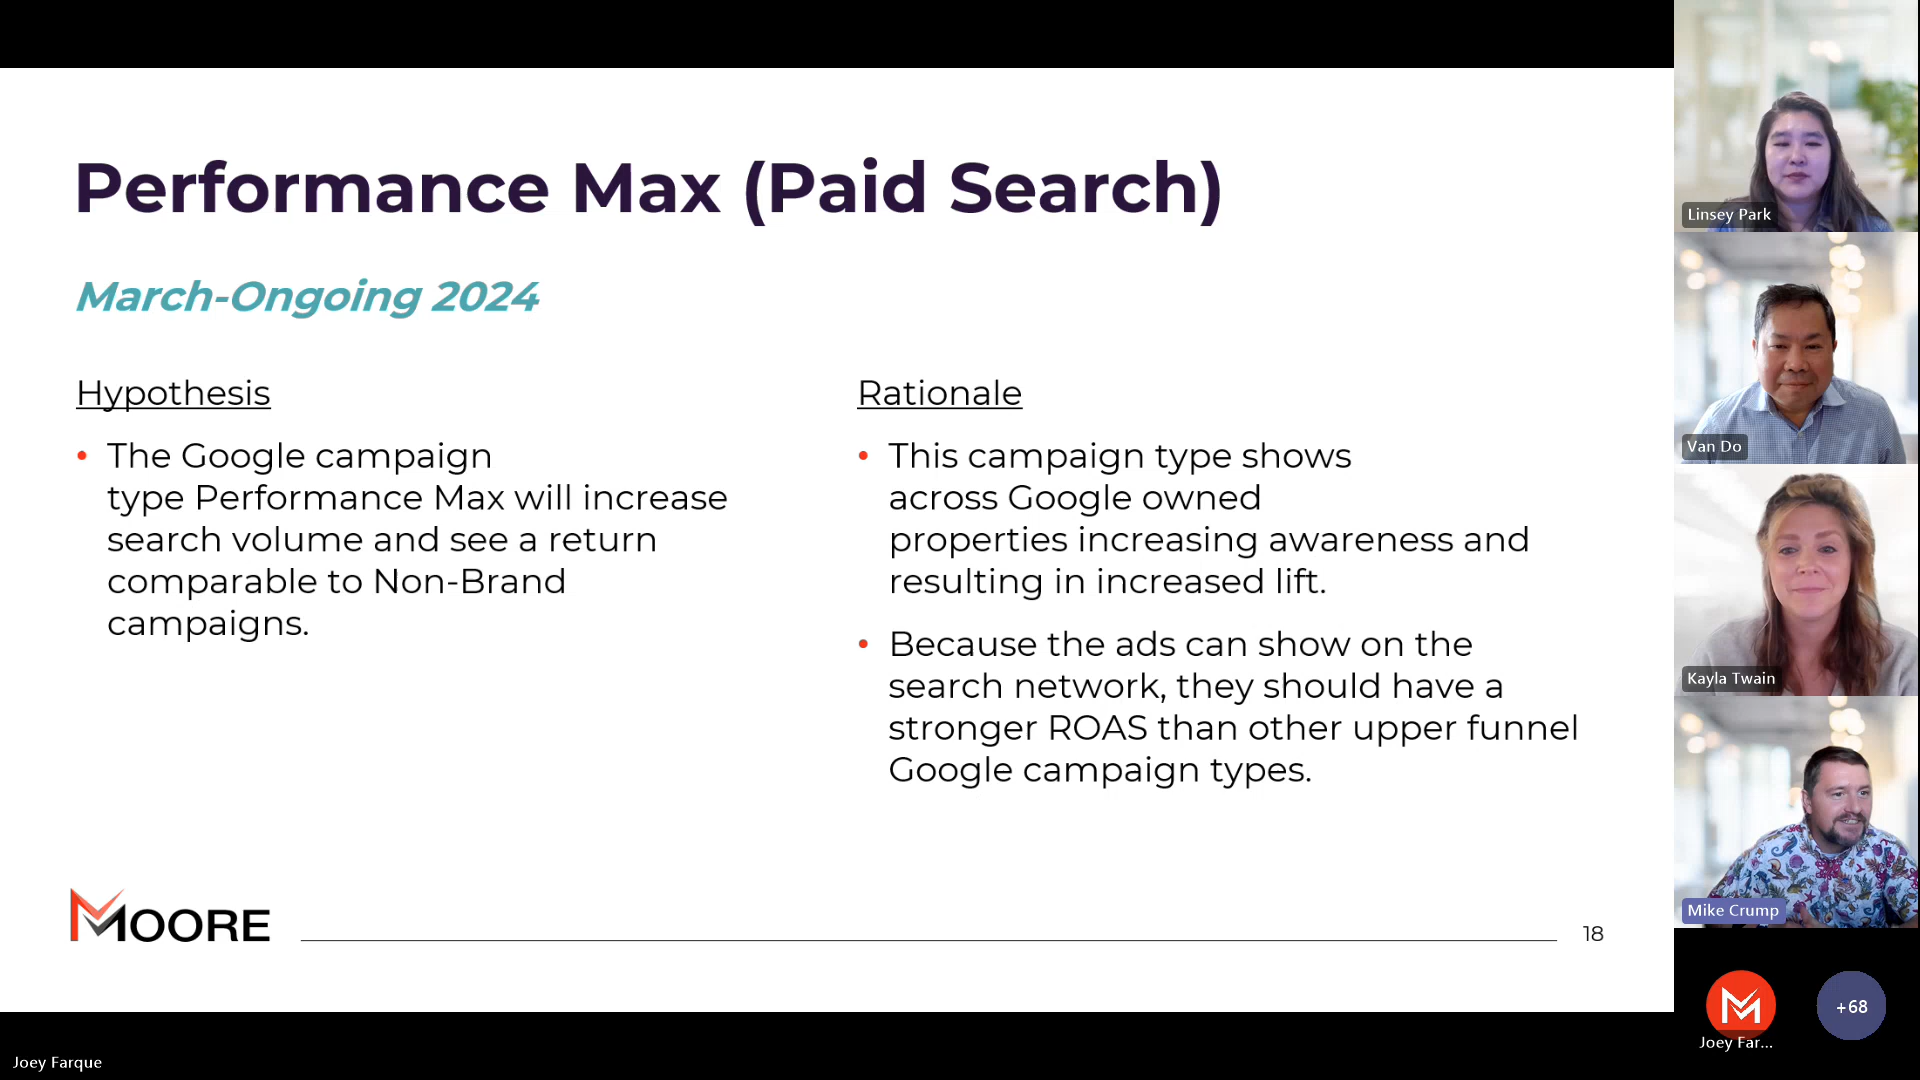 Performance Max (Paid Search)
March-Ongoing 2024
Hypothesis
• The Google campaign
type Performance Max will increase
search volume and see a return
comparable to Non-Brand
campaigns.
Rationale
• This campaign type shows
across Google owned
properties increasing awareness and
resulting in increased lift.
• Because the ads can show on the
search network, they should have a
stronger ROAS than other upper funnel
Google campaign types.
MOORE
18
Joey Farque
Linsey Park
Van Do
Kayla Twain
Mike Crump
M
Joey Far...
+68